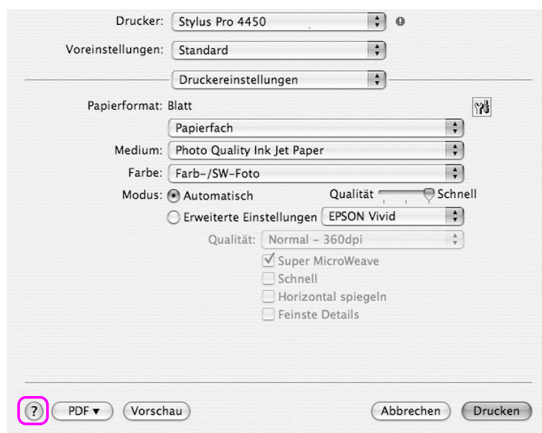 Drucker: Stylus Pro 4450
Voreinstellungen: Standard
Druckereinstellungen
Papierformat: Blatt
Papierfach
Medium: Photo Quality Ink Jet Paper
Farbe: Farb-/SW-Foto
Modus: Automatisch Qualität Schnell
Erweiterte Einstellungen EPSON Vivid
Qualität: Normal - 360dpi
Super MicroWeave
Schnell
Horizontal spiegeln
Feinste Details
? PDF Vorschau Abbrechen Drucken